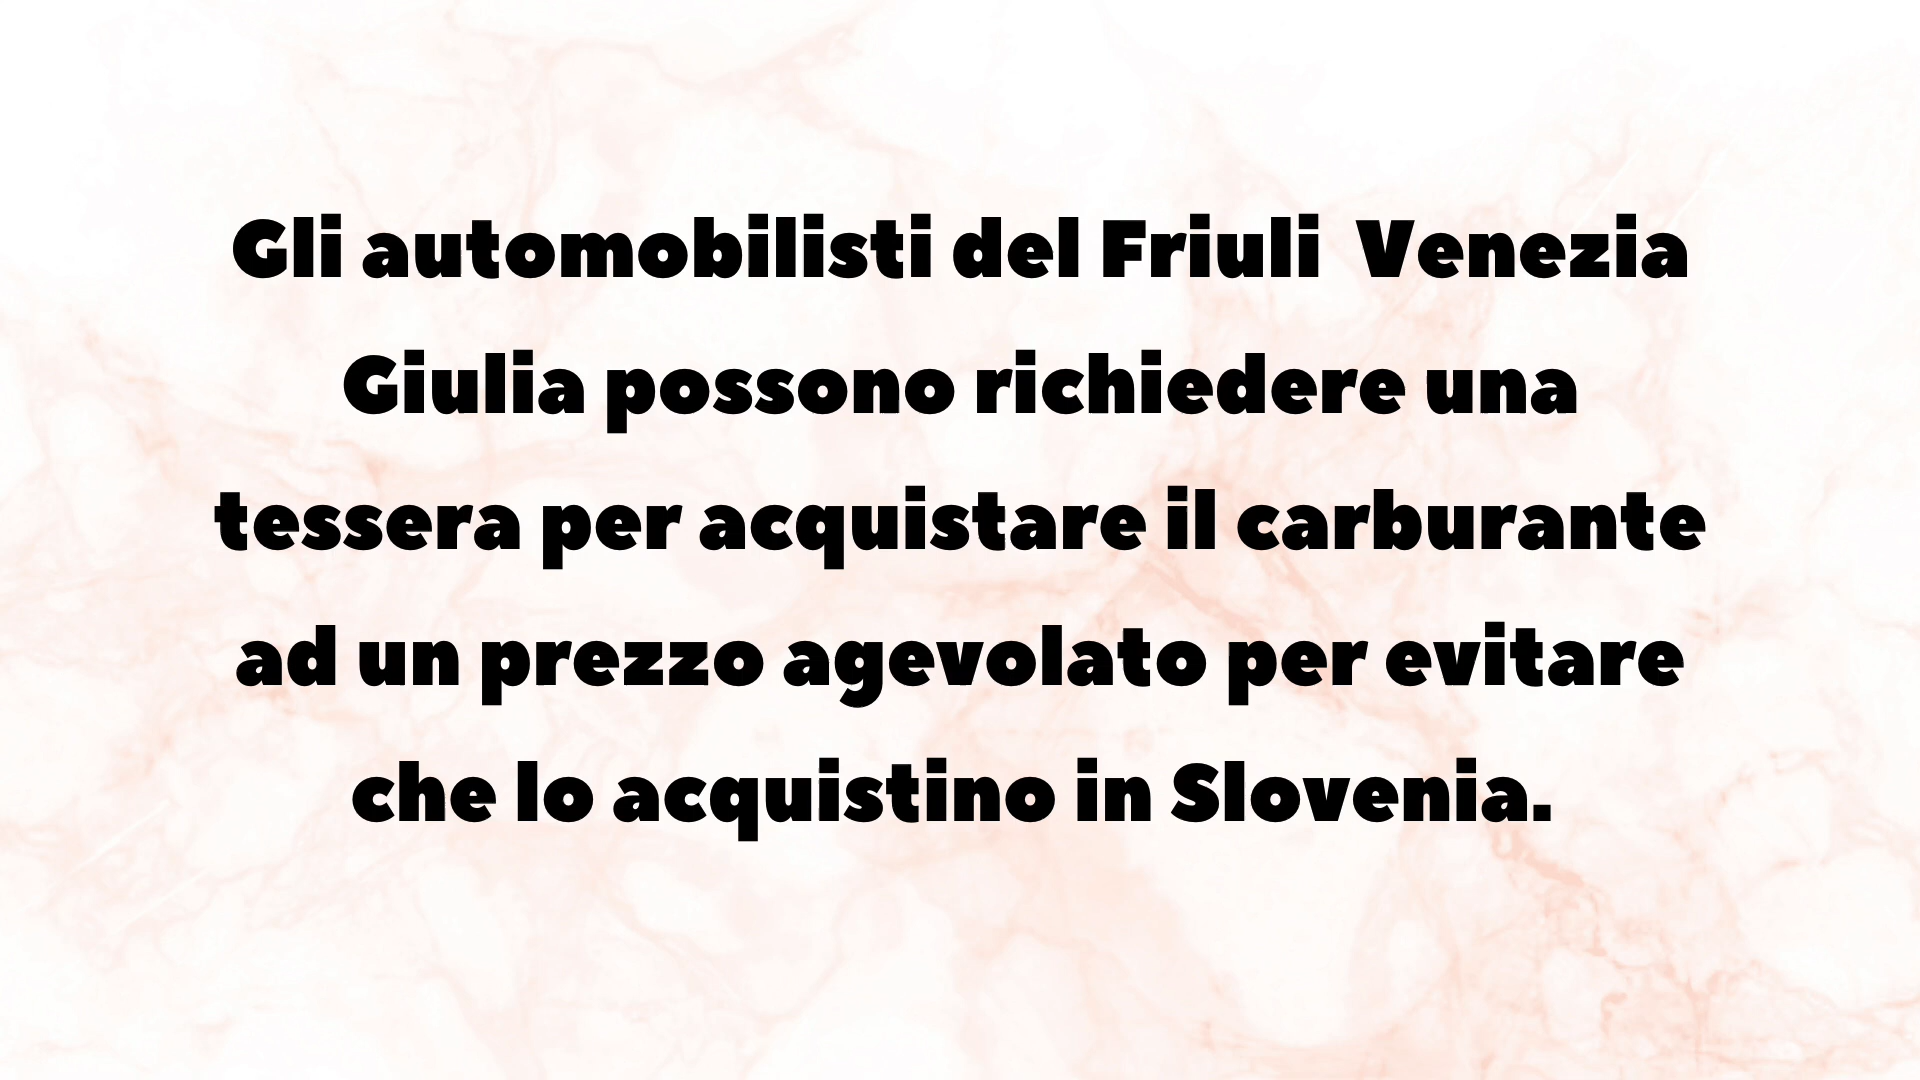 Gli automobilisti del Friuli  Venezia
Giulia possono richiedere una
tessera per acquistare il carburante
ad un prezzo agevolato per evitare
che lo acquistino in Slovenia.